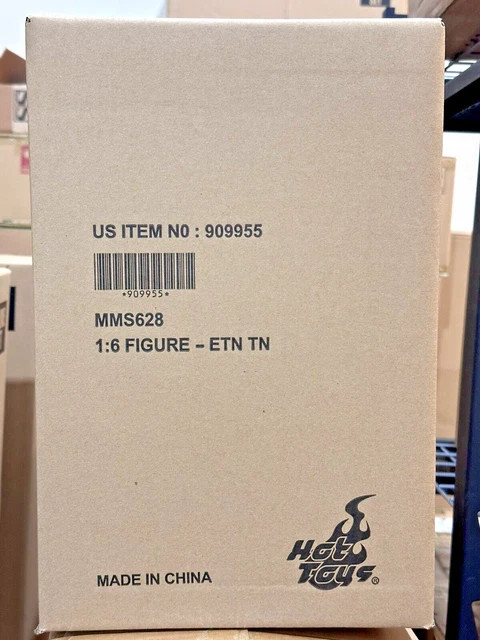 US ITEM N0 : 909955
*909955*
MMS628
1:6 FIGURE – ETN TN
MADE IN CHINA
Hot
Toys®